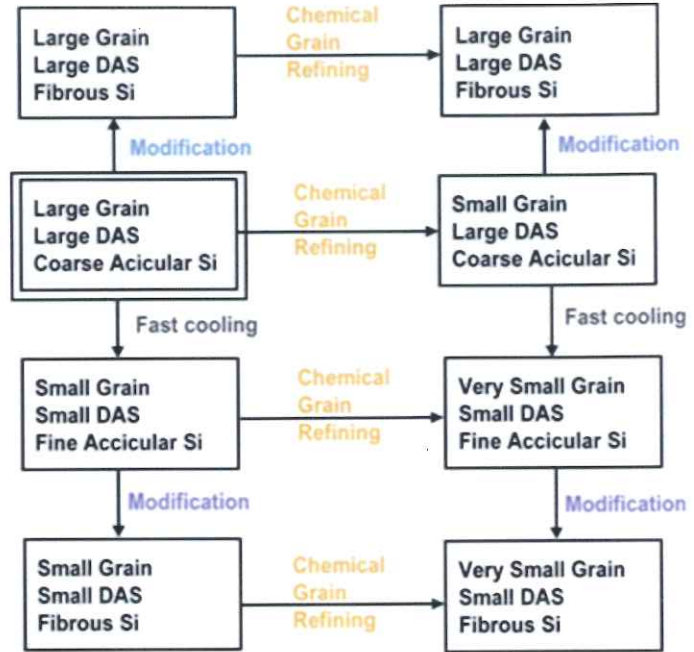 Large Grain
Large DAS
Fibrous Si
Chemical
Grain
Refining
Large Grain
Large DAS
Fibrous Si
Modification
Modification
Large Grain
Large DAS
Coarse Acicular Si
Chemical
Grain
Refining
Small Grain
Large DAS
Coarse Acicular Si
Fast cooling
Fast cooling
Small Grain
Small DAS
Fine Accicular Si
Chemical
Grain
Refining
Very Small Grain
Small DAS
Fine Accicular Si
Modification
Modification
Small Grain
Small DAS
Fibrous Si
Chemical
Grain
Refining
Very Small Grain
Small DAS
Fibrous Si